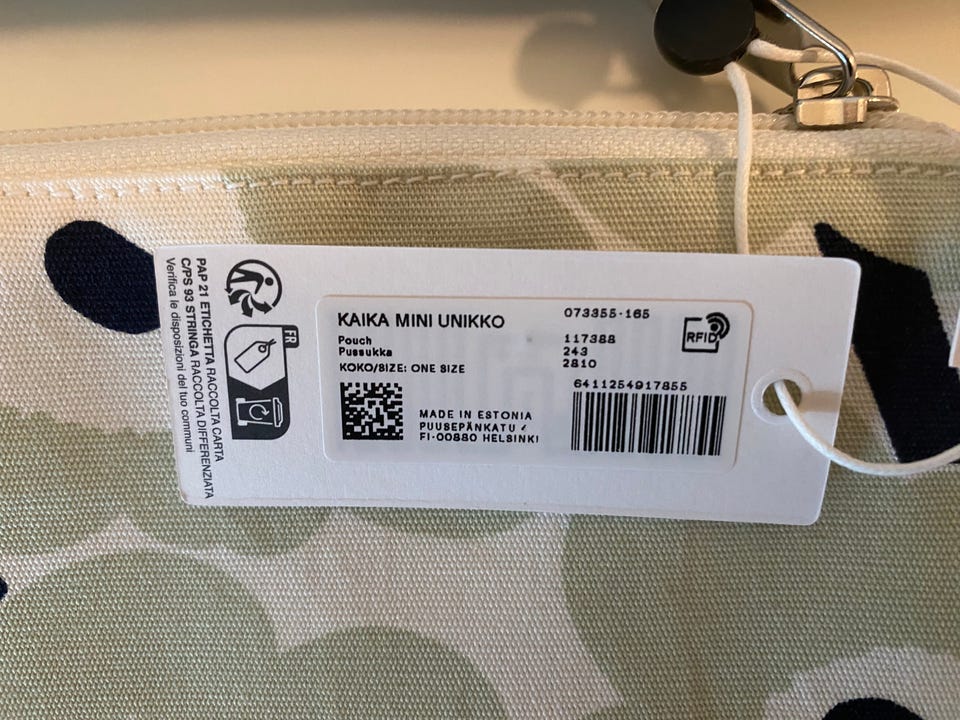 PAP 21 ETICHETTA RACCOLTA CARTA
C/PS 93 STRINGA RACCOLTA DIFFERENZIATA
Verifica le disposizioni del tuo communi
FR
KAIKA MINI UNIKKO
Pouch
Pussukka
KOKO/SIZE: ONE SIZE
MADE IN ESTONIA
PUUSEPÄNKATU
FI-00880 HELSINKI
073355-165
117388
243
2810
6411254917855
RFID